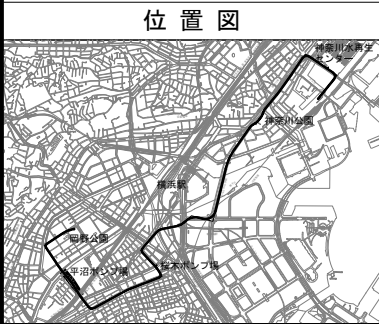 位置図
神奈川水再生
センター
神奈川公園
横浜駅
岡野公園
平沼ポンプ場
桜木ポンプ場